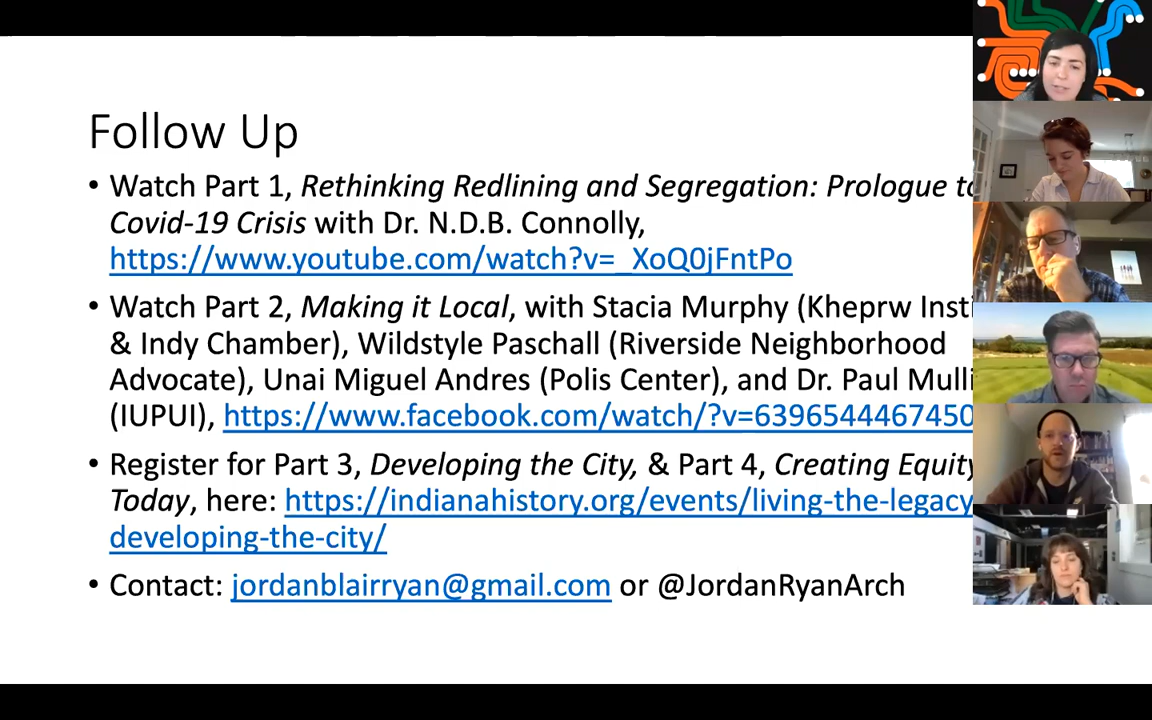 Follow Up
• Watch Part 1, Rethinking Redlining and Segregation: Prologue to
Covid-19 Crisis with Dr. N.D.B. Connolly,
https://www.youtube.com/watch?v=_XoQ0jFntPo
• Watch Part 2, Making it Local, with Stacia Murphy (Kheprw Insti
& Indy Chamber), Wildstyle Paschall (Riverside Neighborhood
Advocate), Unai Miguel Andres (Polis Center), and Dr. Paul Mulli
(IUPUI), https://www.facebook.com/watch/?v=6396544467450
• Register for Part 3, Developing the City, & Part 4, Creating Equity
Today, here: https://indianahistory.org/events/living-the-legacy
developing-the-city/
• Contact: jordanblairryan@gmail.com or @JordanRyanArch